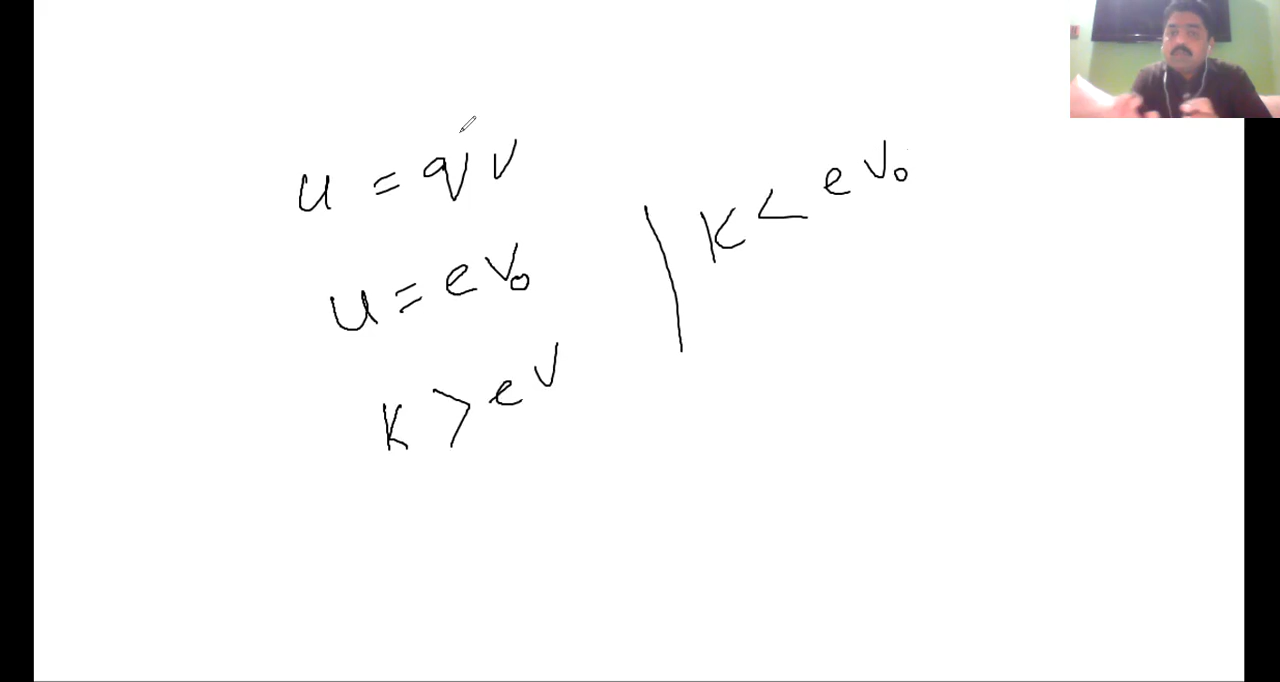 u = qv
u = ev₀
K > eV
K < eV₀